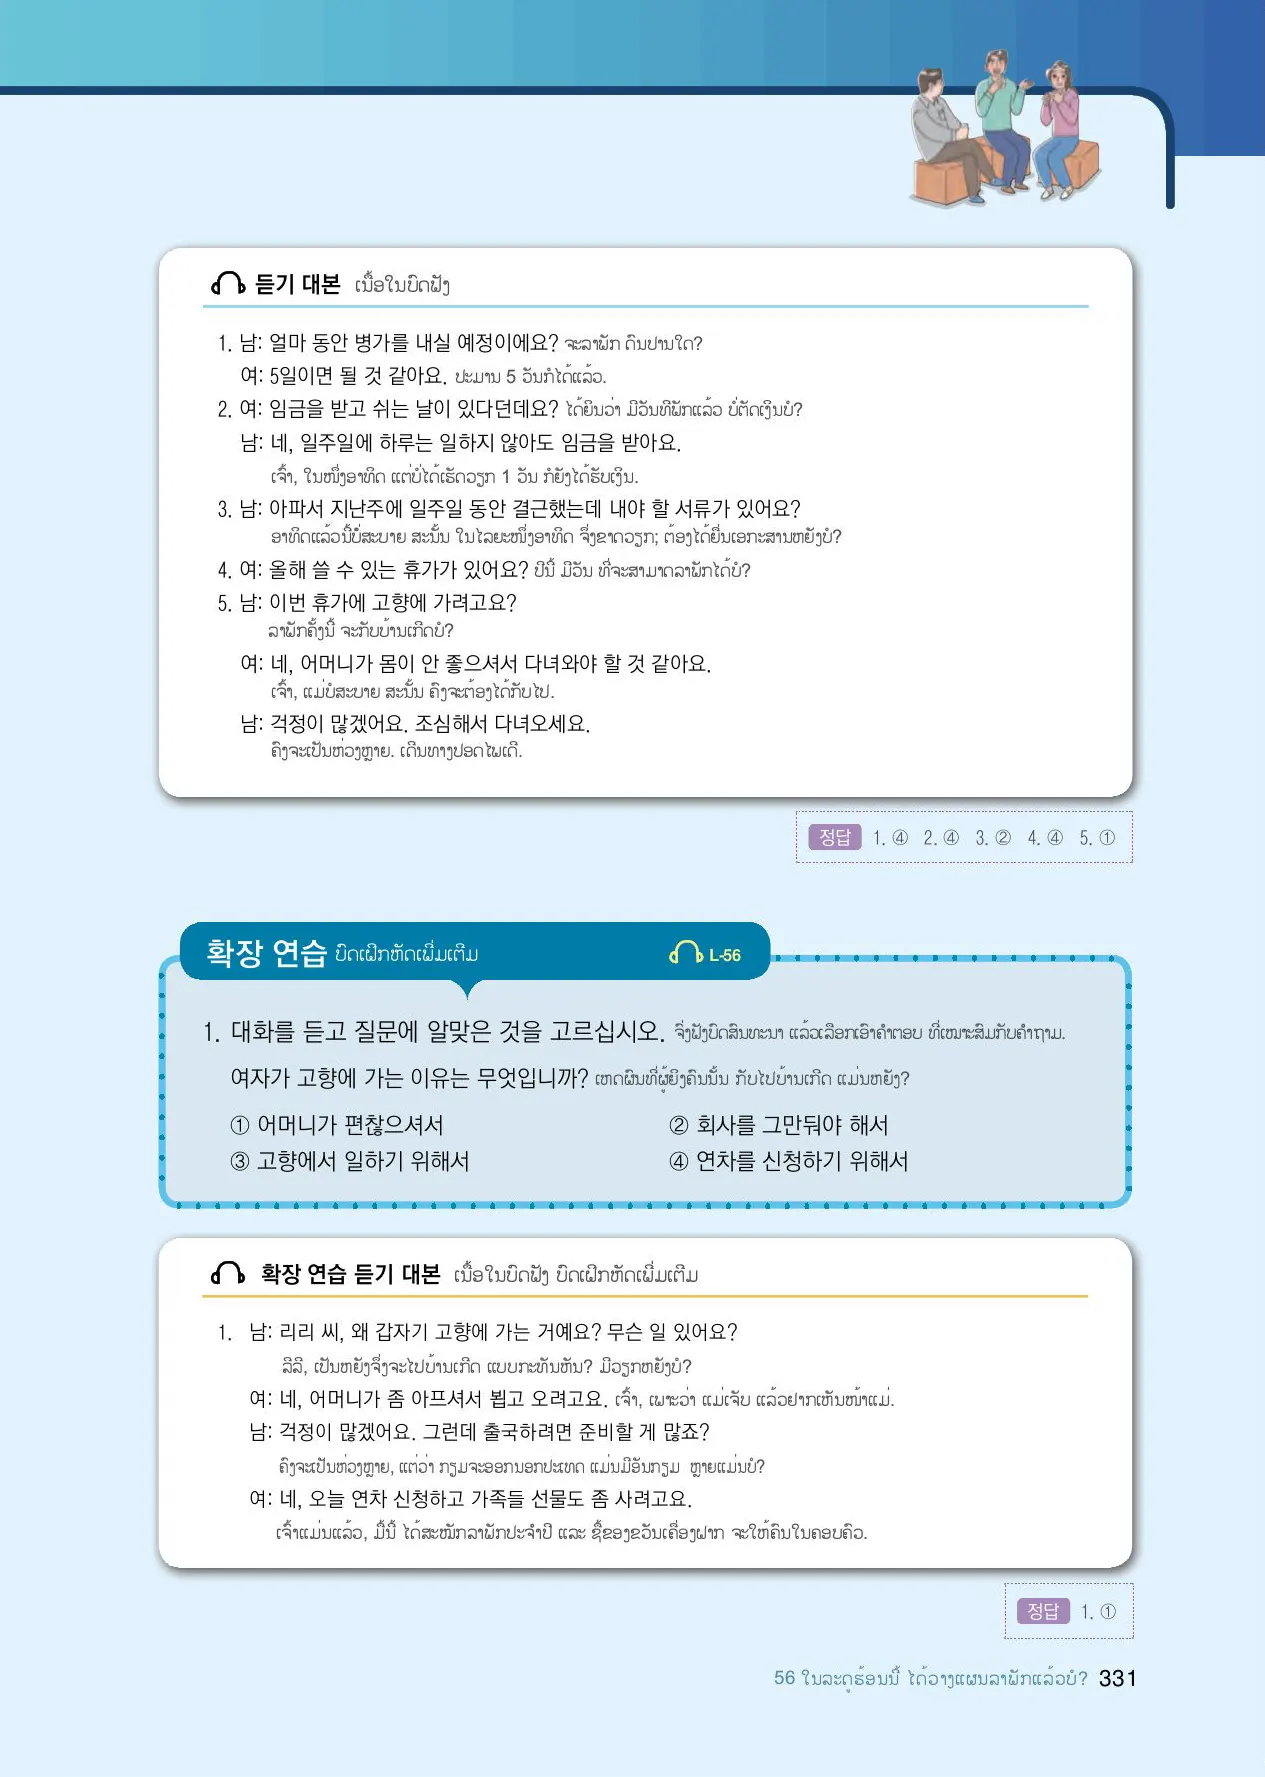 듣기 대본 ເນື້ອໃນບົດຟັງ
1. 남: 얼마 동안 병가를 내실 예정이에요? ຈະລາພັກ ດົນປານໃດ?
여: 5일이면 될 것 같아요. ປະມານ 5 ວັນກໍໄດ້ແລ້ວ.
2. 여: 임금을 받고 쉬는 날이 있다던데요? ໄດ້ຍິນວ່າ ມີວັນທີພັກແລ້ວ ບໍ່ຕັດເງິນບໍ?
남: 네, 일주일에 하루는 일하지 않아도 임금을 받아요.
ເຈົ້າ, ໃນໜຶ່ງອາທິດ ແຕ່ບໍ່ໄດ້ເຮັດວຽກ 1 ວັນ ກໍຍັງໄດ້ຮັບເງິນ.
3. 남: 아파서 지난주에 일주일 동안 결근했는데 내야 할 서류가 있어요?
ອາທິດແລ້ວນີ້ບໍ່ສະບາຍ ສະນັ້ນ ໃນໄລຍະໜຶ່ງອາທິດ ຈຶ່ງຂາດວຽກ; ຕ້ອງໄດ້ຍື່ນເອກະສານຫຍັງບໍ?
4. 여: 올해 쓸 수 있는 휴가가 있어요? ປີນີ້ ມີວັນ ທີ່ຈະສາມາດລາພັກໄດ້ບໍ?
5. 남: 이번 휴가에 고향에 가려고요?
ລາພັກຄັ້ງນີ້ ຈະກັບບ້ານເກີດບໍ?
여: 네, 어머니가 몸이 안 좋으셔서 다녀와야 할 것 같아요.
ເຈົ້າ, ແມ່ບໍສະບາຍ ສະນັ້ນ ຄົງຈະຕ້ອງໄດ້ກັບໄປ.
남: 걱정이 많겠어요. 조심해서 다녀오세요.
ຄົງຈະເປັນຫ່ວງຫຼາຍ. ເດີນທາງປອດໄພເດີ.
정답 1. ④ 2. ④ 3. ② 4. ④ 5. ①
확장 연습 ບົດເຝິກຫັດເພີ່ມເຕີມ L-56
1. 대화를 듣고 질문에 알맞은 것을 고르십시오. ຈົ່ງຟັງບົດສົນທະນາ ແລ້ວເລືອກເອົາຄຳຕອບ ທີ່ເໝາະສົມກັບຄຳຖາມ.
여자가 고향에 가는 이유는 무엇입니까? ເຫດຜົນທີ່ຜູ້ຍິງຄົນນັ້ນ ກັບໄປບ້ານເກີດ ແມ່ນຫຍັງ?
① 어머니가 편찮으셔서 ② 회사를 그만둬야 해서
③ 고향에서 일하기 위해서 ④ 연차를 신청하기 위해서
확장 연습 듣기 대본 ເນື້ອໃນບົດຟັງ ບົດເຝິກຫັດເພີ່ມເຕີມ
1. 남: 리리 씨, 왜 갑자기 고향에 가는 거예요? 무슨 일 있어요?
ລີລີ, ເປັນຫຍັງຈຶ່ງຈະໄປບ້ານເກີດ ແບບກະທັນຫັນ? ມີວຽກຫຍັງບໍ?
여: 네, 어머니가 좀 아프셔서 뵙고 오려고요. ເຈົ້າ, ເພາະວ່າ ແມ່ເຈັບ ແລ້ວຢາກເຫັນໜ້າແມ່.
남: 걱정이 많겠어요. 그런데 출국하려면 준비할 게 많죠?
ຄົງຈະເປັນຫ່ວງຫຼາຍ, ແຕ່ວ່າ ກຽມຈະອອກນອກປະເທດ ແມ່ນມີອັນກຽມ ຫຼາຍແມ່ນບໍ?
여: 네, 오늘 연차 신청하고 가족들 선물도 좀 사려고요.
ເຈົ້າແມ່ນແລ້ວ, ມື້ນີ້ ໄດ້ສະໝັກລາພັກປະຈຳປີ ແລະ ຊື້ຂອງຂວັນເຄື່ອງຝາກ ຈະໃຫ້ຄົນໃນຄອບຄົວ.
정답 1. ①
56 ໃນລະດູຮ້ອນນີ້ ໄດ້ວາງແຜນລາພັກແລ້ວບໍ? 331